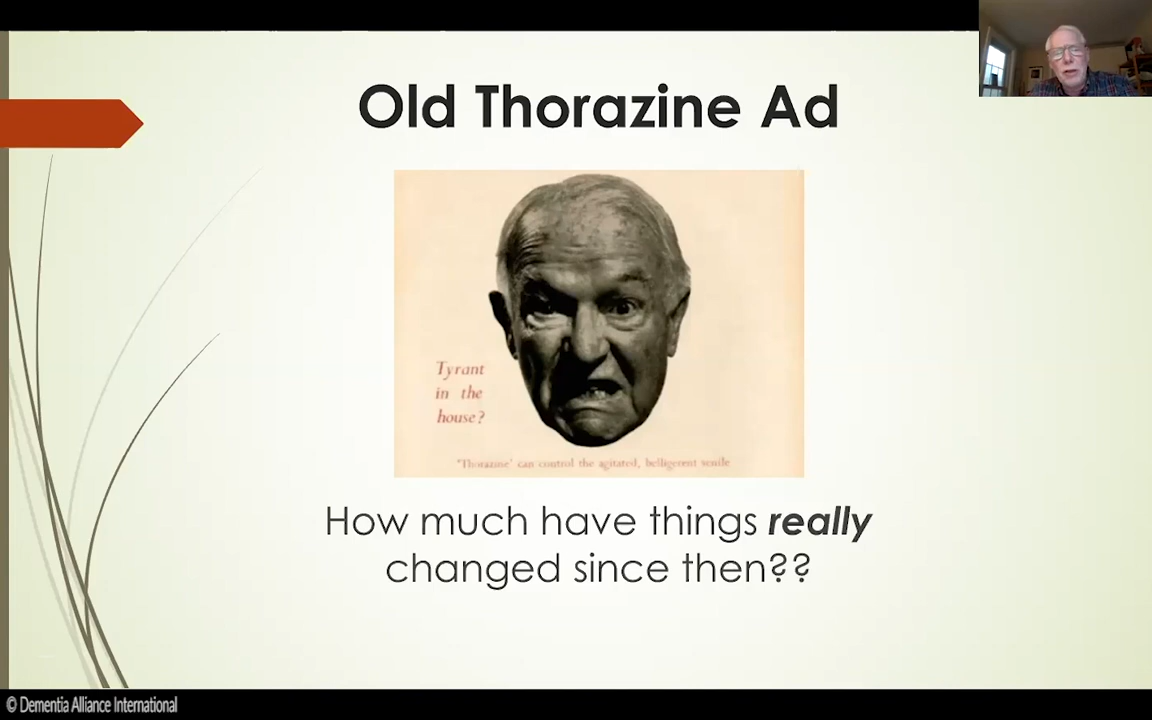 Old Thorazine Ad
Tyrant
in the
house?
'Thorazine' can control the agitated, belligerent senile
How much have things really
changed since then??
© Dementia Alliance International